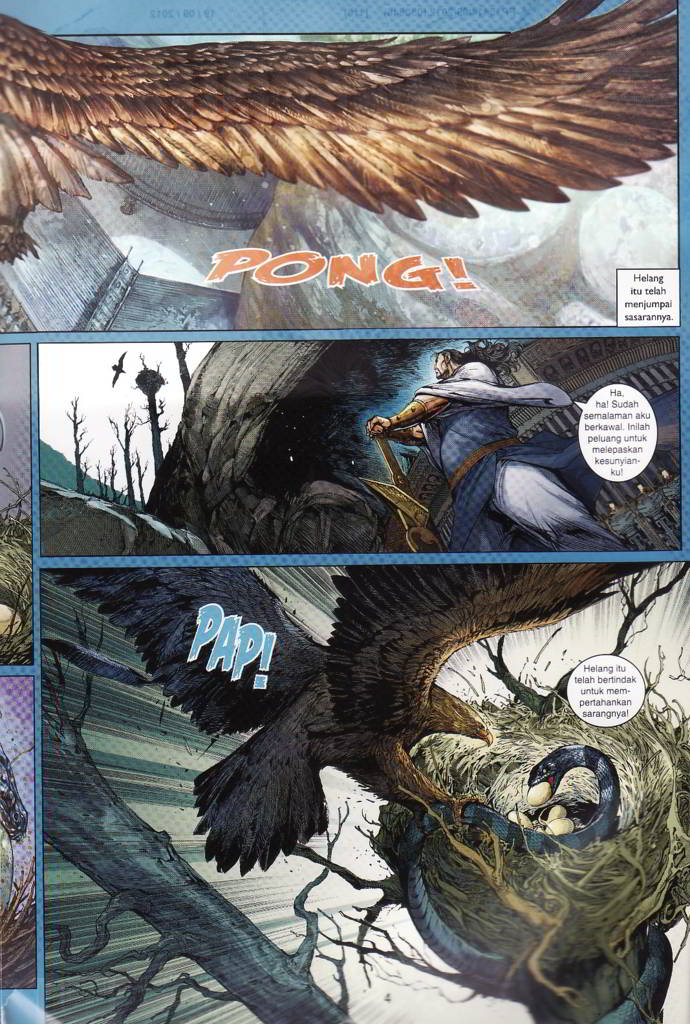 PONG!
Helang
itu telah
menjumpai
sasarannya.
Ha,
ha! Sudah
semalaman aku
berkawal. Inilah
peluang untuk
melepaskan
kesunyian-
ku!
PAP!
Helang itu
telah bertindak
untuk mem-
pertahankan
sarangnya!
4